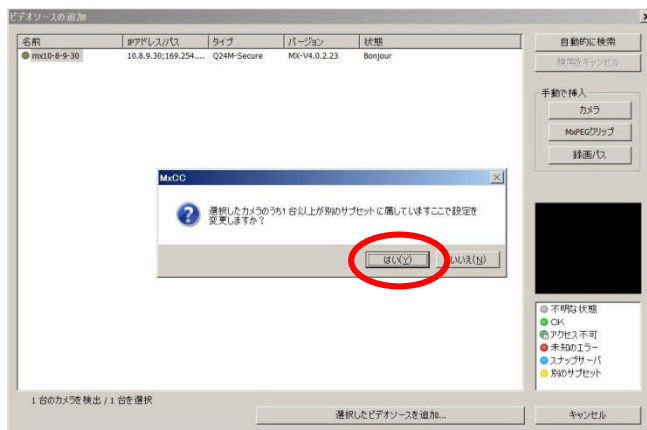 ビデオソースの追加
名前 IPアドレス/パス タイプ バージョン 状態
mx10-8-9-30 10.8.9.30;169.254.... Q24M-Secure MX-V4.0.2.23 Bonjour
自動的に検索
検索をキャンセル
手動で挿入
カメラ
MxPEGクリップ
録画パス
MxCC
選択したカメラのうち1台以上が別のサブセットに属していますここで設定を
変更しますか？
はい(Y) いいえ(N)
不明な状態
OK
アクセス不可
未知のエラー
スナップサーバ
別のサブセット
1 台のカメラを検出 / 1 台を選択
選択したビデオソースを追加... キャンセル